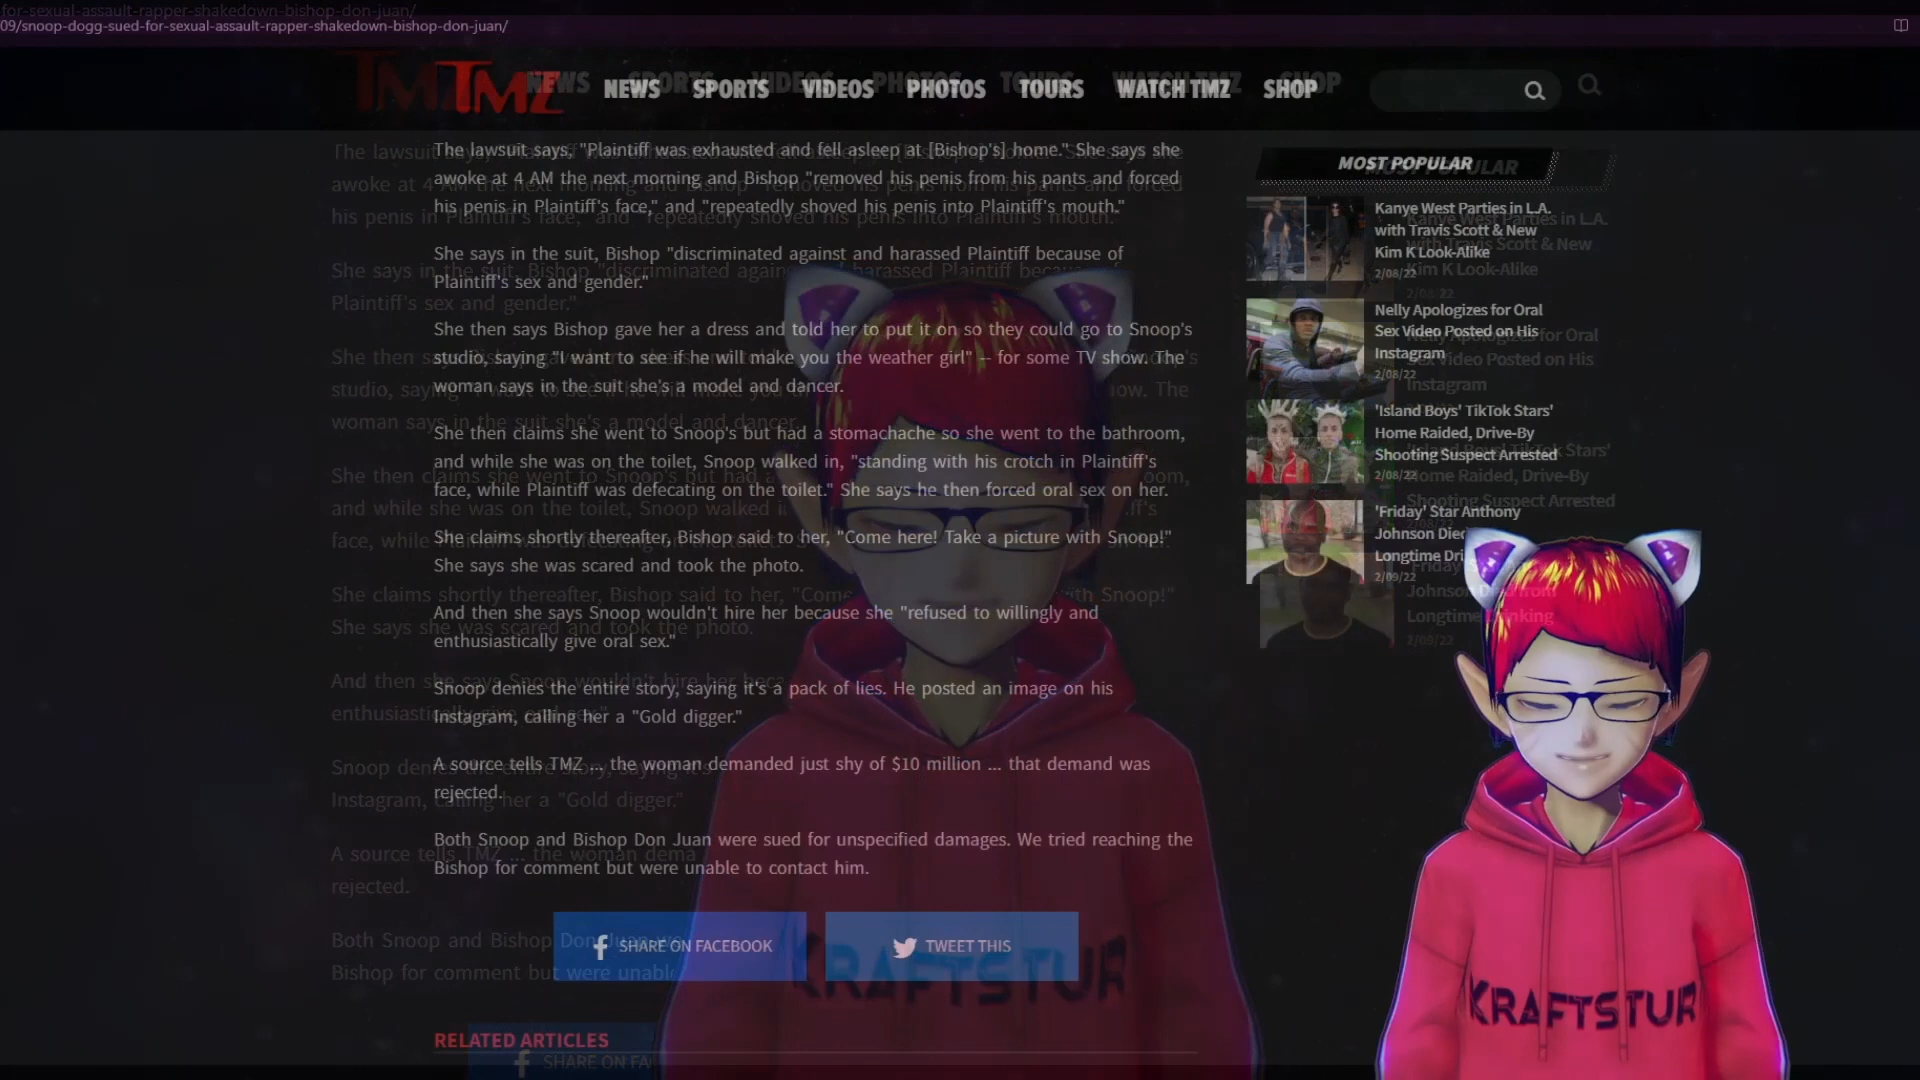 for-sexual-assault-rapper-shakedown-bishop-don-juan/
09/snoop-dogg-sued-for-sexual-assault-rapper-shakedown-bishop-don-juan/
TMZ NEWS SPORTS VIDEOS PHOTOS TOURS WATCH TMZ SHOP
The lawsuit says, "Plaintiff was exhausted and fell asleep at [Bishop's] home." She says she
awoke at 4 AM the next morning and Bishop "removed his penis from his pants and forced
his penis in Plaintiff's face," and "repeatedly shoved his penis into Plaintiff's mouth."
She says in the suit, Bishop "discriminated against and harassed Plaintiff because of
Plaintiff's sex and gender."
She then says Bishop gave her a dress and told her to put it on so they could go to Snoop's
studio, saying "I want to see if he will make you the weather girl" -- for some TV show. The
woman says in the suit she's a model and dancer.
She then claims she went to Snoop's but had a stomachache so she went to the bathroom,
and while she was on the toilet, Snoop walked in, "standing with his crotch in Plaintiff's
face, while Plaintiff was defecating on the toilet." She says he then forced oral sex on her.
She claims shortly thereafter, Bishop said to her, "Come here! Take a picture with Snoop!"
She says she was scared and took the photo.
And then she says Snoop wouldn't hire her because she "refused to willingly and
enthusiastically give oral sex."
Snoop denies the entire story, saying it's a pack of lies. He posted an image on his
Instagram, calling her a "Gold digger."
A source tells TMZ ... the woman demanded just shy of $10 million ... that demand was
rejected.
Both Snoop and Bishop Don Juan were sued for unspecified damages. We tried reaching the
Bishop for comment but were unable to contact him.
SHARE ON FACEBOOK
TWEET THIS
RELATED ARTICLES
MOST POPULAR
Kanye West Parties in L.A.
with Travis Scott & New
Kim K Look-Alike
2/08/22
Nelly Apologizes for Oral
Sex Video Posted on His
Instagram
2/08/22
'Island Boys' TikTok Stars'
Home Raided, Drive-By
Shooting Suspect Arrested
2/08/22
'Friday' Star Anthony
Johnson Died
Longtime
2/09/22
KRAFTSTUR
KRAFTSTUR